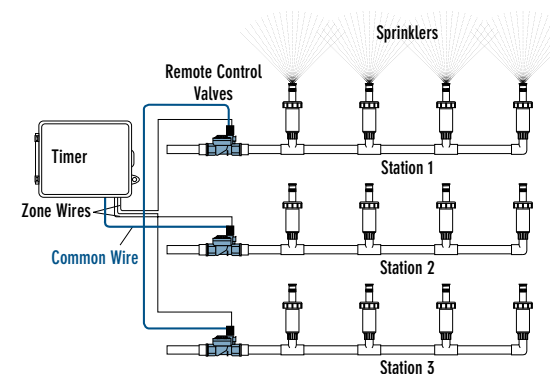 Sprinklers
Remote Control
Valves
Timer
Station 1
Zone Wires
Common Wire
Station 2
Station 3